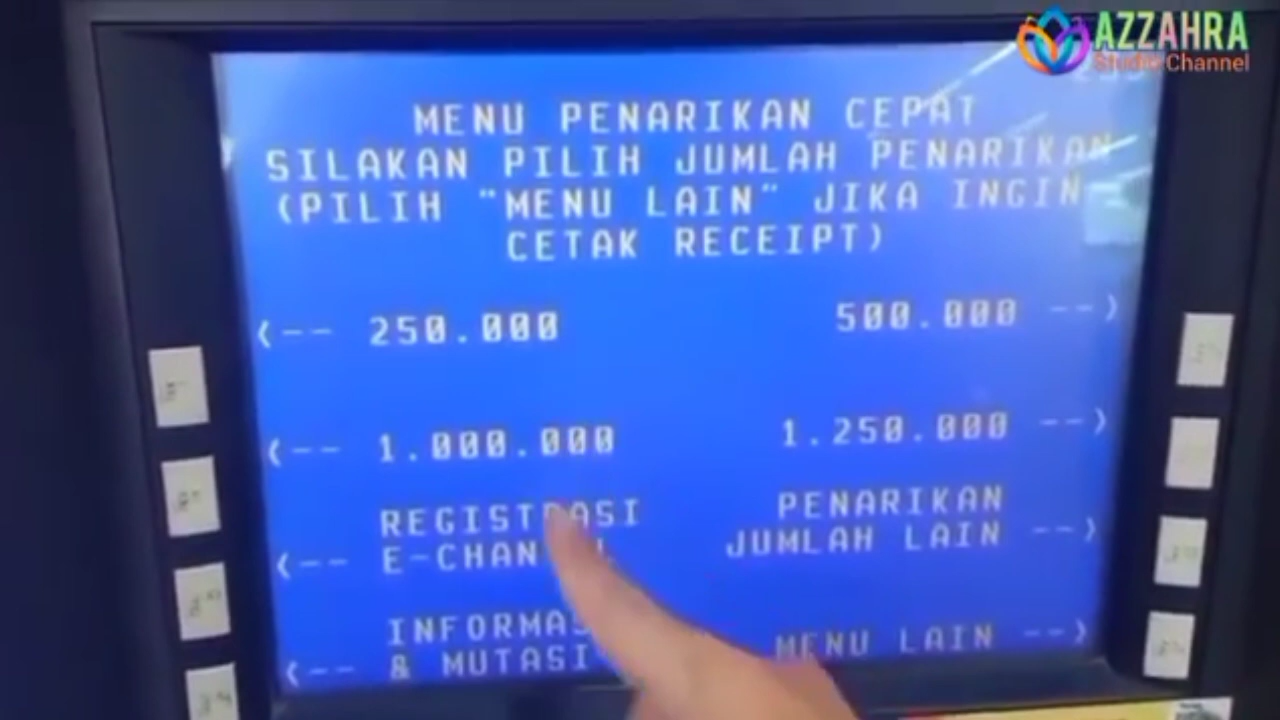 AZZAHRA
Studio Channel
MENU PENARIKAN CEPAT
SILAKAN PILIH JUMLAH PENARIKAN
(PILIH "MENU LAIN" JIKA INGIN
CETAK RECEIPT)
<-- 250.000 500.000 -->
<-- 1.000.000 1.250.000 -->
REGISTRASI PENARIKAN
<-- JUMLAH LAIN -->
INFORMASI
<-- & MUTASI MENU LAIN -->